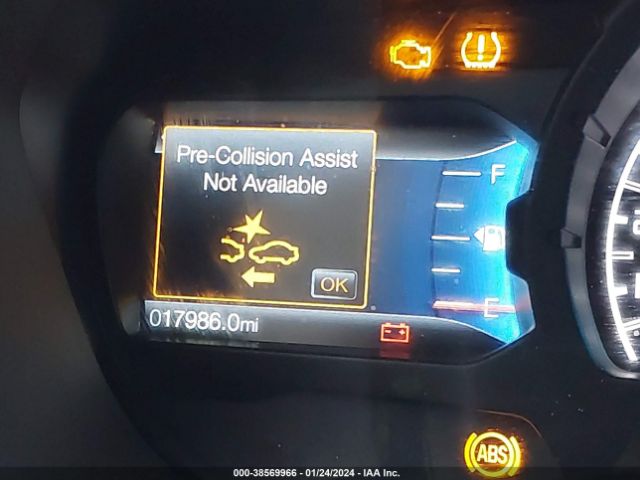 Pre-Collision Assist
Not Available
F
OK
E
017986.0mi
ABS
000-38569966 - 01/24/2024 - IAA Inc.